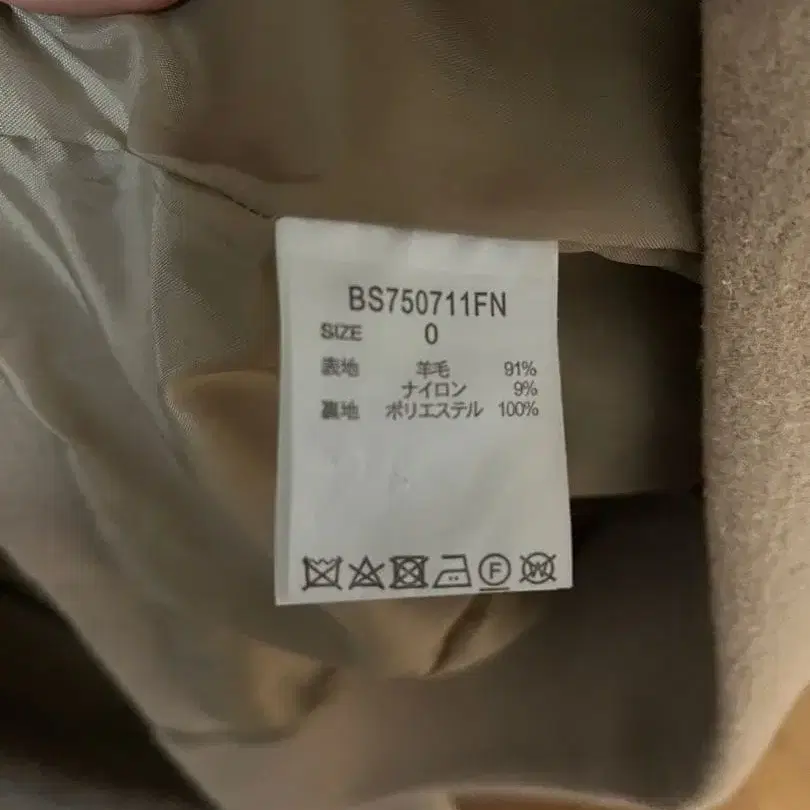 BS750711FN
SIZE 0
表地 羊毛 91%
ナイロン 9%
裏地 ポリエステル 100%
F W